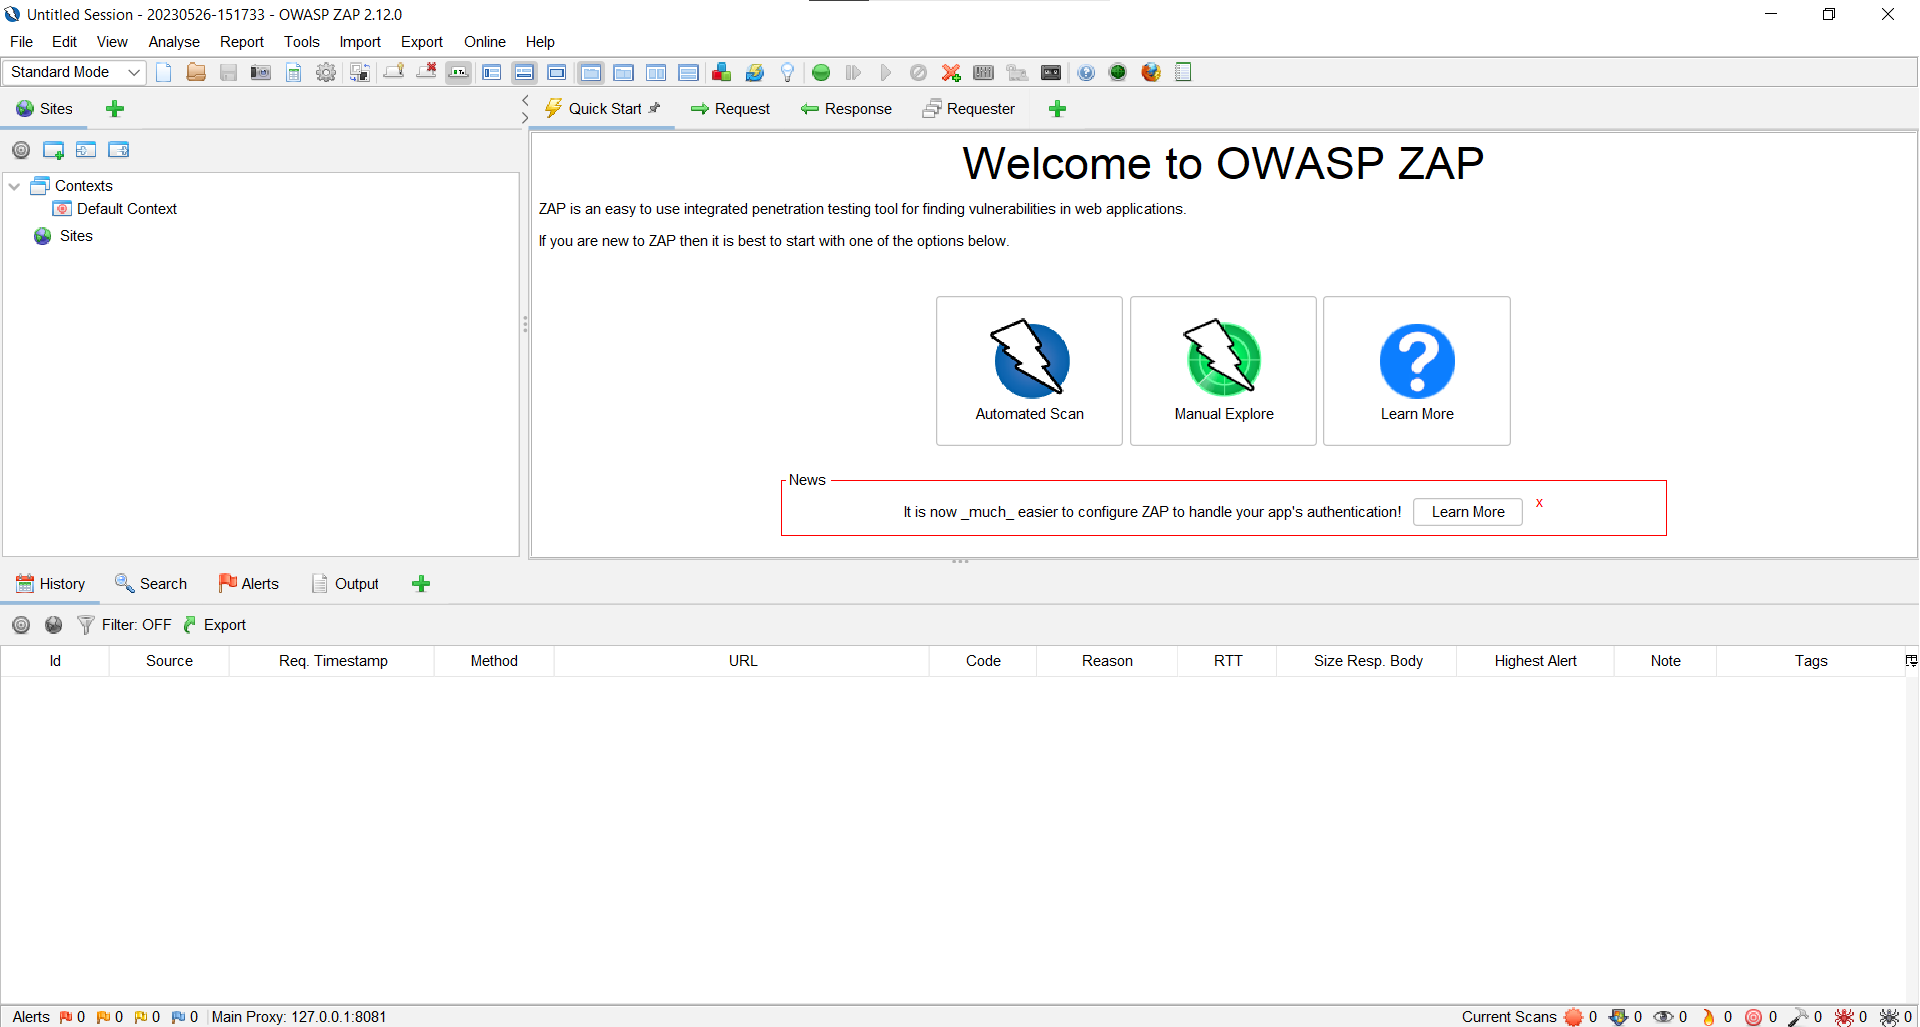 Untitled Session - 20230526-151733 - OWASP ZAP 2.12.0
File Edit View Analyse Report Tools Import Export Online Help
Standard Mode
Sites
Quick Start Request Response Requester
Contexts
Default Context
Sites
Welcome to OWASP ZAP
ZAP is an easy to use integrated penetration testing tool for finding vulnerabilities in web applications.
If you are new to ZAP then it is best to start with one of the options below.
Automated Scan Manual Explore Learn More
News
It is now _much_ easier to configure ZAP to handle your app's authentication! Learn More X
History Search Alerts Output
Filter: OFF Export
Id Source Req. Timestamp Method URL Code Reason RTT Size Resp. Body Highest Alert Note Tags
Alerts 0 0 0 0 Main Proxy: 127.0.0.1:8081 Current Scans 0 0 0 0 0 0 0 0